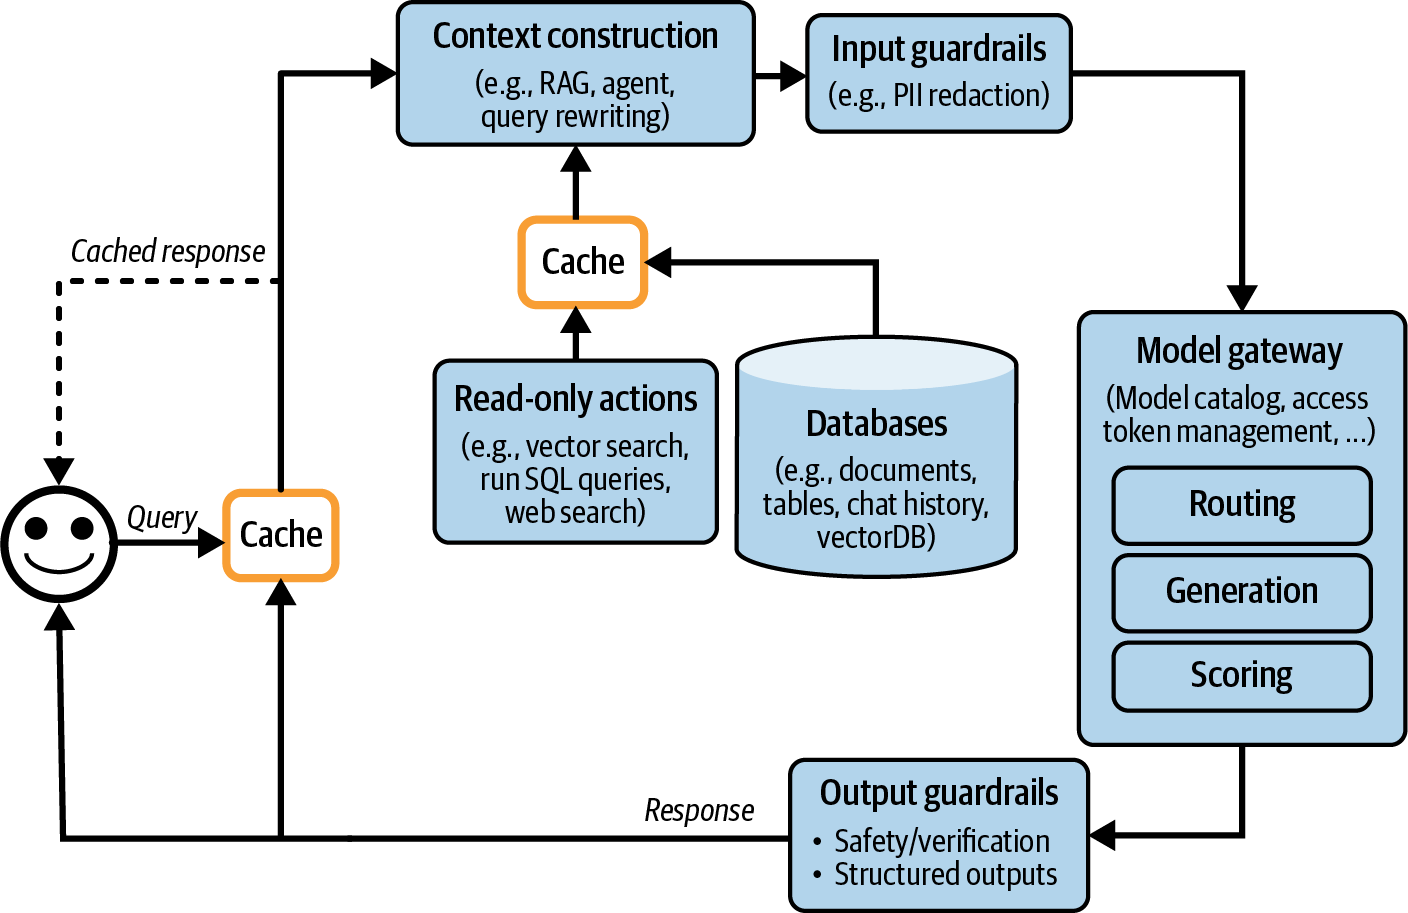 Context construction
(e.g., RAG, agent,
query rewriting)
Input guardrails
(e.g., PII redaction)
Cached response
Cache
Model gateway
(Model catalog, access
token management, ...)
Routing
Generation
Scoring
Read-only actions
(e.g., vector search,
run SQL queries,
web search)
Databases
(e.g., documents,
tables, chat history,
vectorDB)
Query
Cache
Response
Output guardrails
• Safety/verification
• Structured outputs